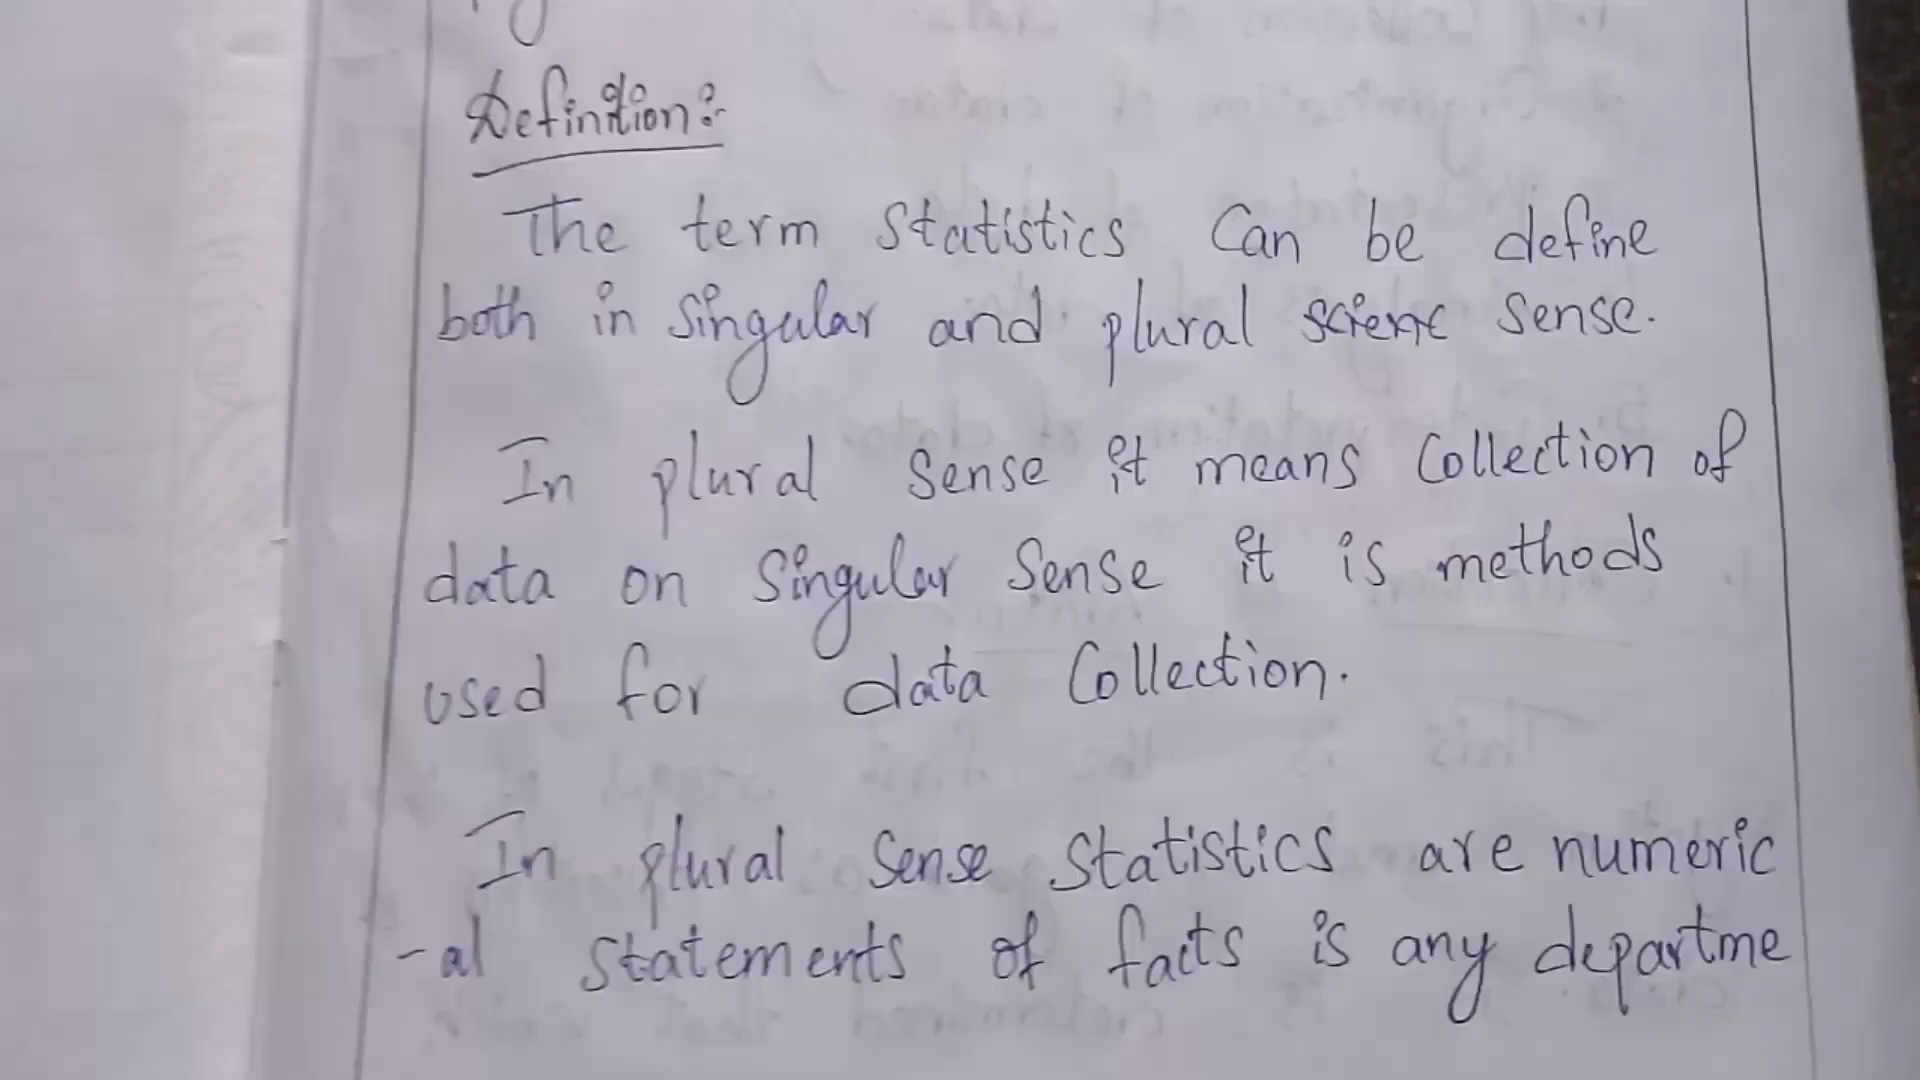 Definition:-
The term statistics can be define
both in singular and plural sense.
In plural sense it means collection of
data on singular sense it is methods
used for data collection.
In plural sense statistics are numeric
-al statements of facts is any departme